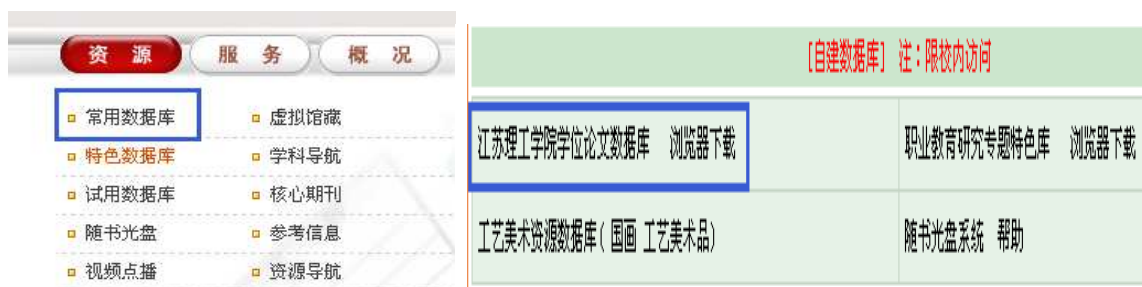 资 源 服 务 概 况
常用数据库 虚拟馆藏
特色数据库 学科导航
试用数据库 核心期刊
随书光盘 参考信息
视频点播 资源导航
[自建数据库] 注：限校内访问
江苏理工学院学位论文数据库 浏览器下载 职业教育研究专题特色库 浏览器下载
工艺美术资源数据库( 国画 工艺美术品) 随书光盘系统 帮助